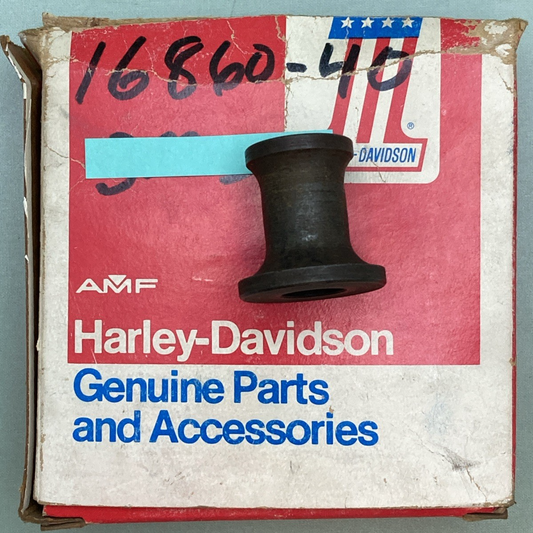 16860-40
-DAVIDSON
®
AMF
Harley-Davidson
Genuine Parts
and Accessories